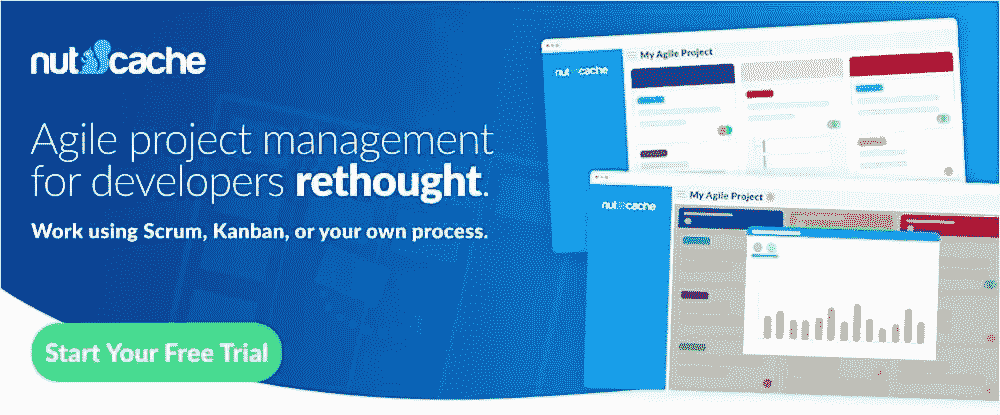 nutcache
Agile project management
for developers rethought.
Work using Scrum, Kanban, or your own process.
Start Your Free Trial
nutcache
My Agile Project
nutcache
My Agile Project